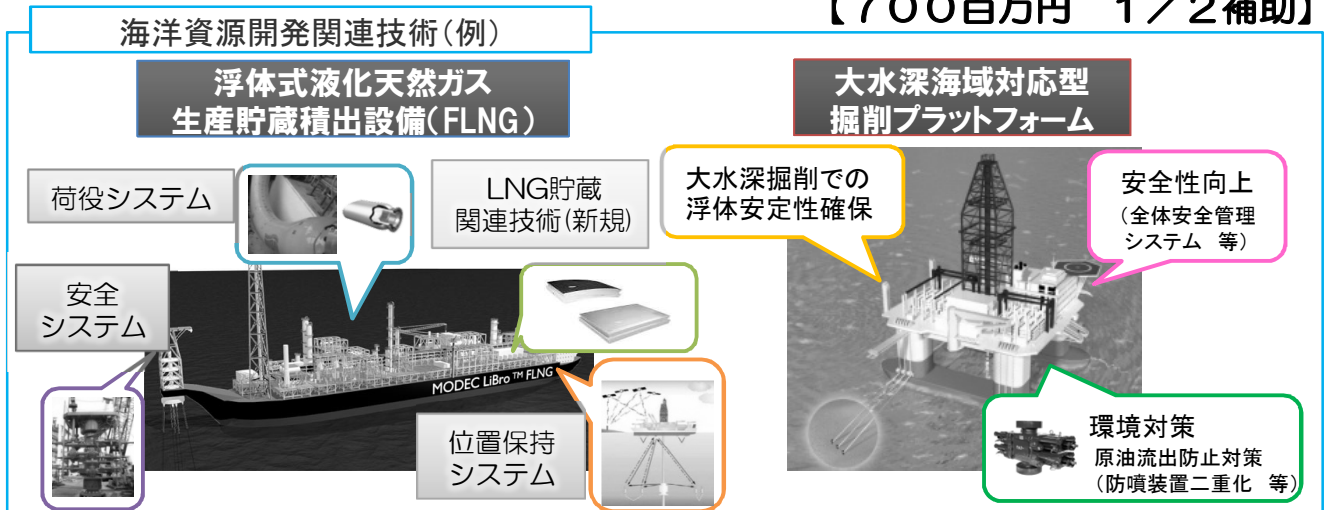 【７００百万円　１／２補助】
海洋資源開発関連技術（例）
浮体式液化天然ガス
生産貯蔵積出設備（FLNG）
大水深海域対応型
掘削プラットフォーム
荷役システム
LNG貯蔵
関連技術(新規)
安全
システム
MODEC LiBro™ FLNG
位置保持
システム
大水深掘削での
浮体安定性確保
安全性向上
（全体安全管理
システム　等）
環境対策
原油流出防止対策
（防噴装置二重化　等）